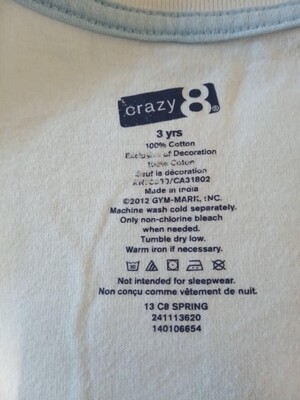 crazy 8®
3 yrs
100% Cotton
Exclusive of Decoration
100% Coton
Sauf la décoration
CA31802
Made in India
©2012 GYM-MARK, INC.
Machine wash cold separately.
Only non-chlorine bleach
when needed.
Tumble dry low.
Warm iron if necessary.
Not intended for sleepwear.
Non conçu comme vêtement de nuit.
13 C8 SPRING
241113620
140106654